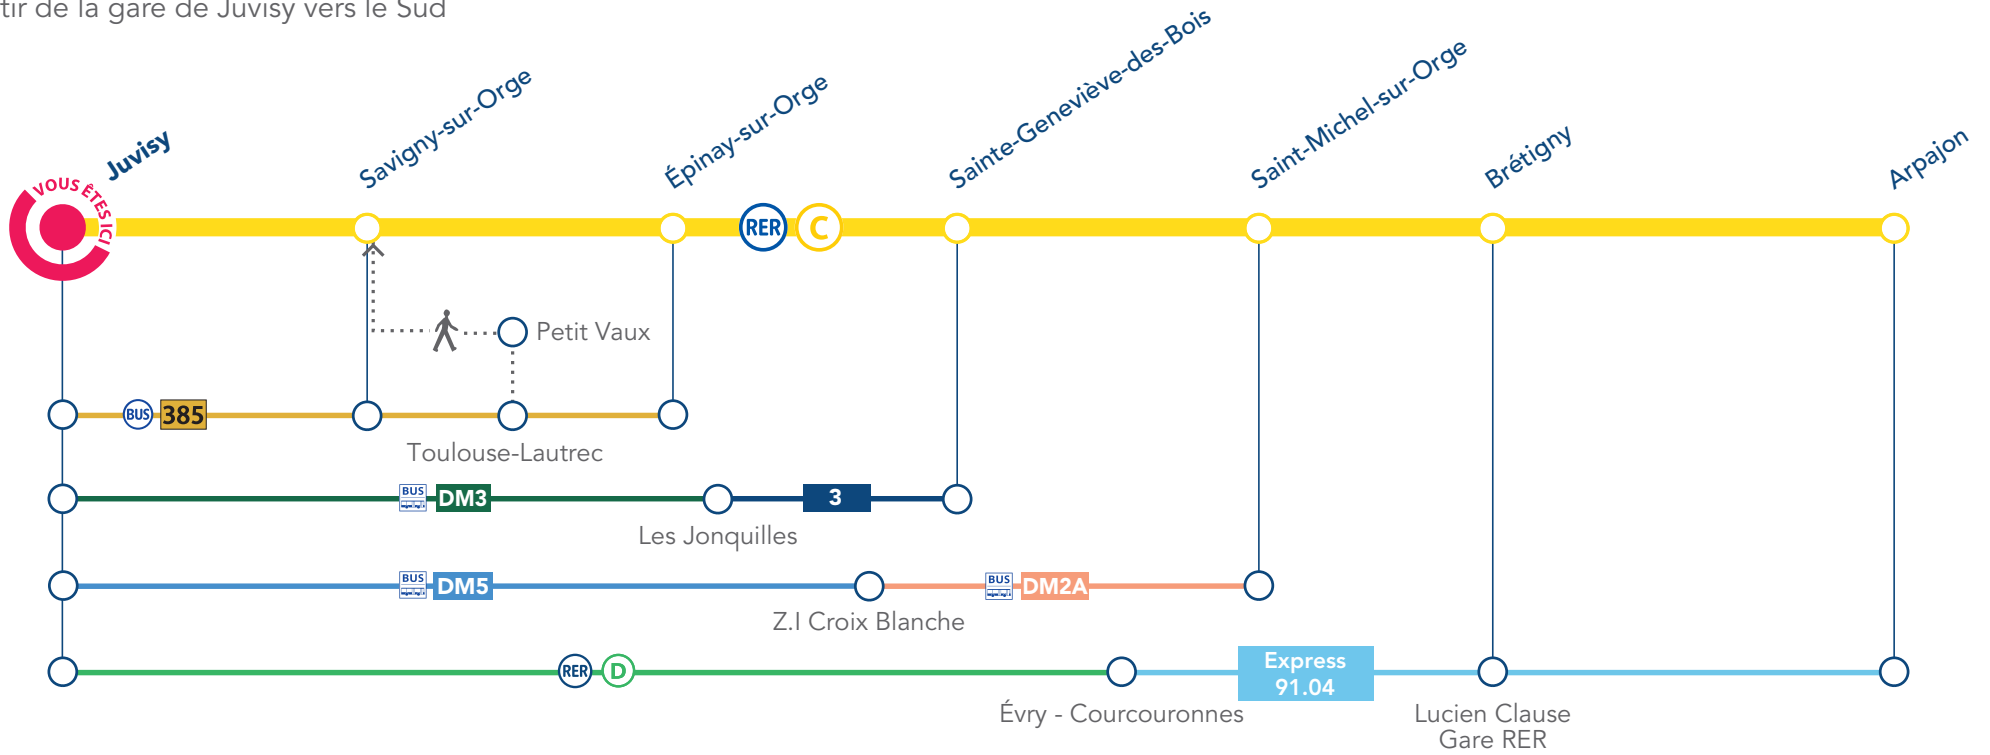 tir de la gare de Juvisy vers le Sud
Juvisy
Savigny-sur-Orge
Épinay-sur-Orge
Sainte-Geneviève-des-Bois
Saint-Michel-sur-Orge
Brétigny
Arpajon
VOUS ÊTES ICI
RER C
Petit Vaux
BUS 385
Toulouse-Lautrec
BUS DM3
3
Les Jonquilles
BUS DM5
BUS DM2A
Z.I Croix Blanche
RER D
Express
91.04
Évry - Courcouronnes
Lucien Clause
Gare RER